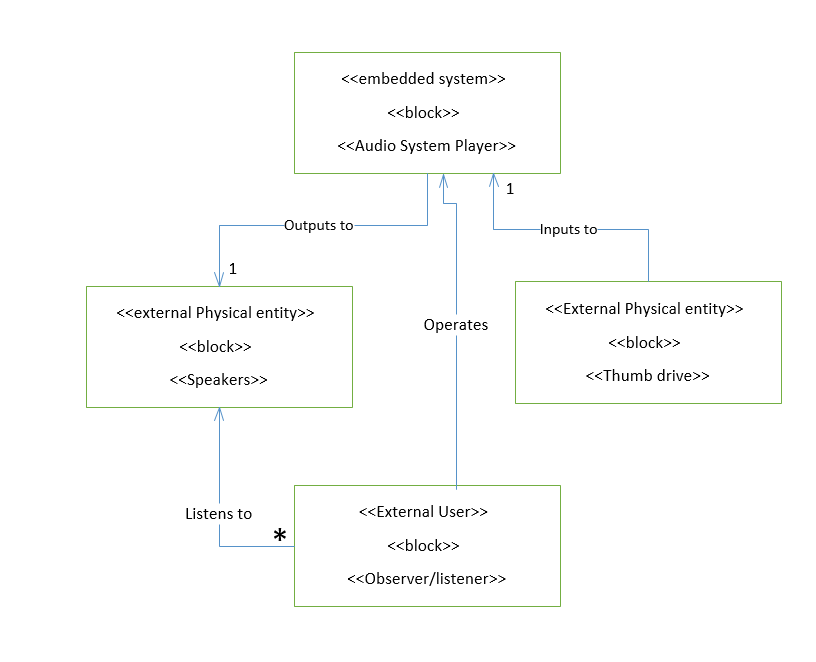 <<embedded system>>
<<block>>
<<Audio System Player>>
1
Outputs to
Inputs to
1
<<external Physical entity>>
<<block>>
<<Speakers>>
<<External Physical entity>>
<<block>>
<<Thumb drive>>
Operates
Listens to
*
<<External User>>
<<block>>
<<Observer/listener>>